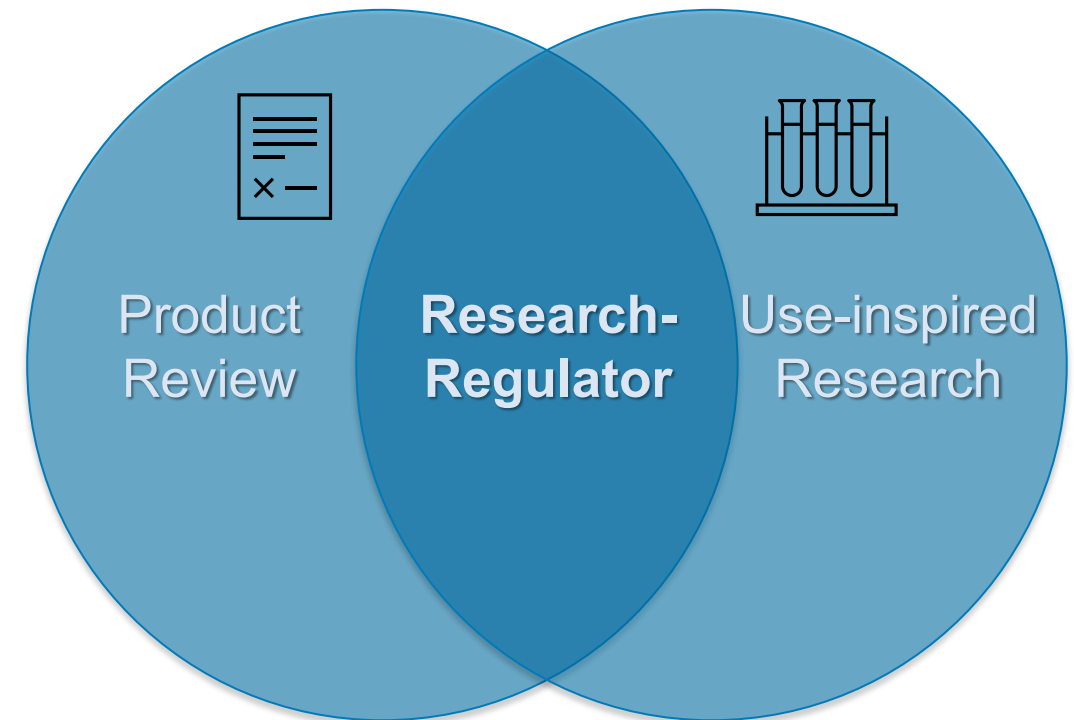 Product
Review
Research-
Regulator
Use-inspired
Research